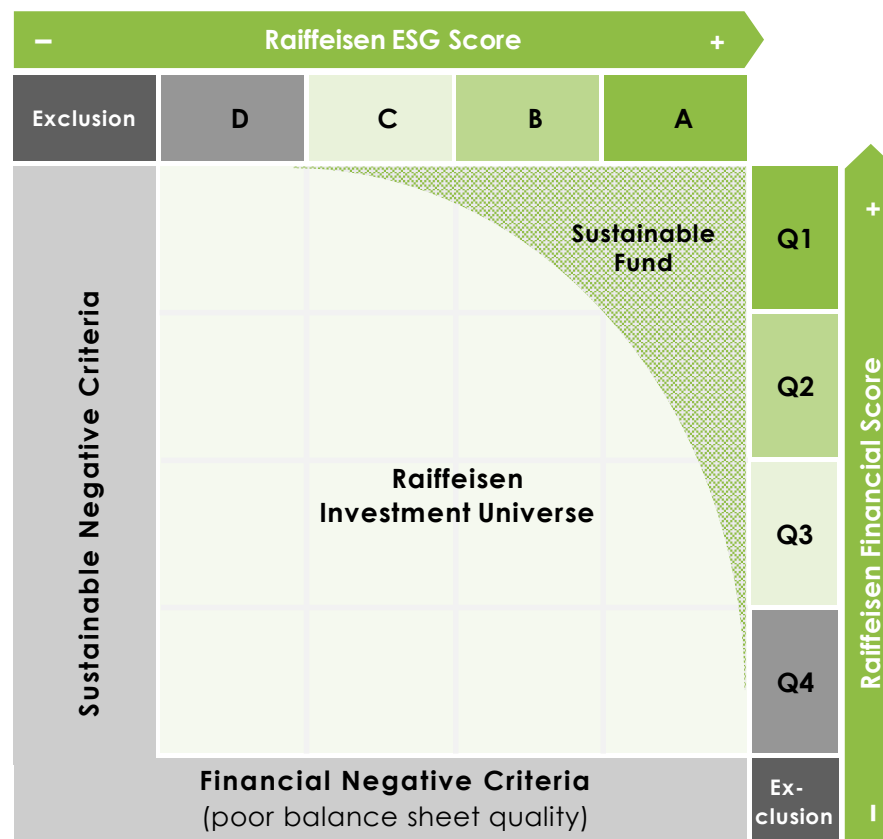 – Raiffeisen ESG Score +
Exclusion D C B A
Sustainable
Fund
Q1
Q2
Q3
Q4
+
Raiffeisen Financial Score
–
Sustainable Negative Criteria
Raiffeisen
Investment Universe
Financial Negative Criteria
(poor balance sheet quality)
Ex-
clusion